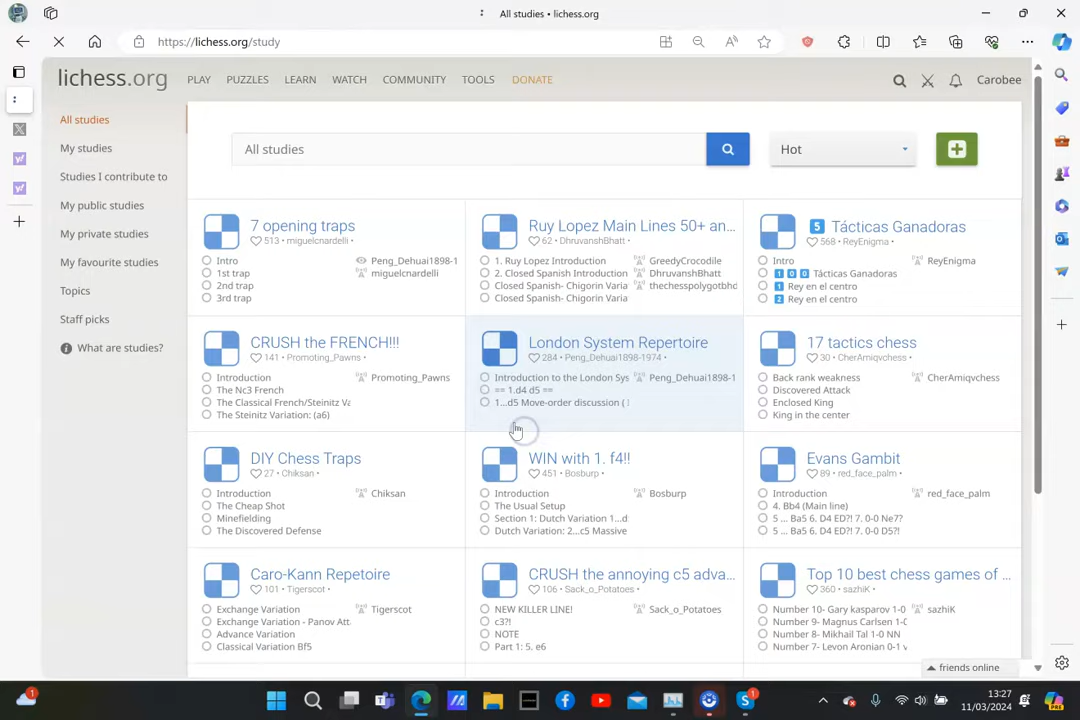 All studies • lichess.org
https://lichess.org/study
lichess.org
PLAY PUZZLES LEARN WATCH COMMUNITY TOOLS DONATE
Carobee
All studies
My studies
Studies I contribute to
My public studies
My private studies
My favourite studies
Topics
Staff picks
What are studies?
All studies
Hot
7 opening traps
513 • miguelcnardelli •
Intro
1st trap
2nd trap
3rd trap
Peng_Dehuai1898-1
miguelcnardelli
Ruy Lopez Main Lines 50+ an...
62 • DhruvanshBhatt •
1. Ruy Lopez Introduction
2. Closed Spanish Introduction
Closed Spanish- Chigorin Varia
Closed Spanish- Chigorin Varia
GreedyCrocodile
DhruvanshBhatt
thechesspolygotbhd
5 Tácticas Ganadoras
568 • ReyEnigma •
Intro
1 0 0 Tácticas Ganadoras
1 Rey en el centro
2 Rey en el centro
ReyEnigma
CRUSH the FRENCH!!!
141 • Promoting_Pawns •
Introduction
The Nc3 French
The Classical French/Steinitz Va
The Steinitz Variation: (a6)
Promoting_Pawns
London System Repertoire
284 • Peng_Dehuai1898-1974 •
Introduction to the London Sys
== 1.d4 d5 ==
1...d5 Move-order discussion (
Peng_Dehuai1898-1
17 tactics chess
30 • CherAmiqvchess •
Back rank weakness
Discovered Attack
Enclosed King
King in the center
CherAmiqvchess
DIY Chess Traps
27 • Chiksan •
Introduction
The Cheap Shot
Minefielding
The Discovered Defense
Chiksan
WIN with 1. f4!!
451 • Bosburp •
Introduction
The Usual Setup
Section 1: Dutch Variation 1...d
Dutch Variation: 2...c5 Massive
Bosburp
Evans Gambit
89 • red_face_palm •
Introduction
4. Bb4 (Main line)
5 ... Ba5 6. D4 ED?! 7. 0-0 Ne7?
5 ... Ba5 6. D4 ED?! 7. 0-0 D5?!
red_face_palm
Caro-Kann Repetoire
101 • Tigerscot •
Exchange Variation
Exchange Variation - Panov Att
Advance Variation
Classical Variation Bf5
Tigerscot
CRUSH the annoying c5 adva...
106 • Sack_o_Potatoes •
NEW KILLER LINE!
c3?!
NOTE
Part 1: 5. e6
Sack_o_Potatoes
Top 10 best chess games of ...
360 • sazhiK •
Number 10- Gary kasparov 1-0
Number 9- Magnus Carlsen 1-0
Number 8- Mikhail Tal 1-0 NN
Number 7- Levon Aronian 0-1 v
sazhiK
friends online
1
1
13:27
11/03/2024